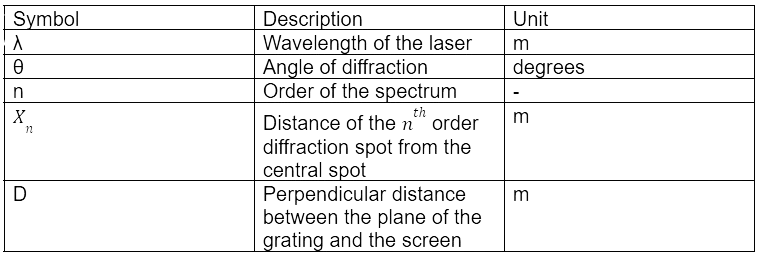 Symbol Description Unit
λ Wavelength of the laser m
θ Angle of diffraction degrees
n Order of the spectrum -
Xₙ Distance of the nᵗʰ order m
diffraction spot from the
central spot
D Perpendicular distance m
between the plane of the
grating and the screen